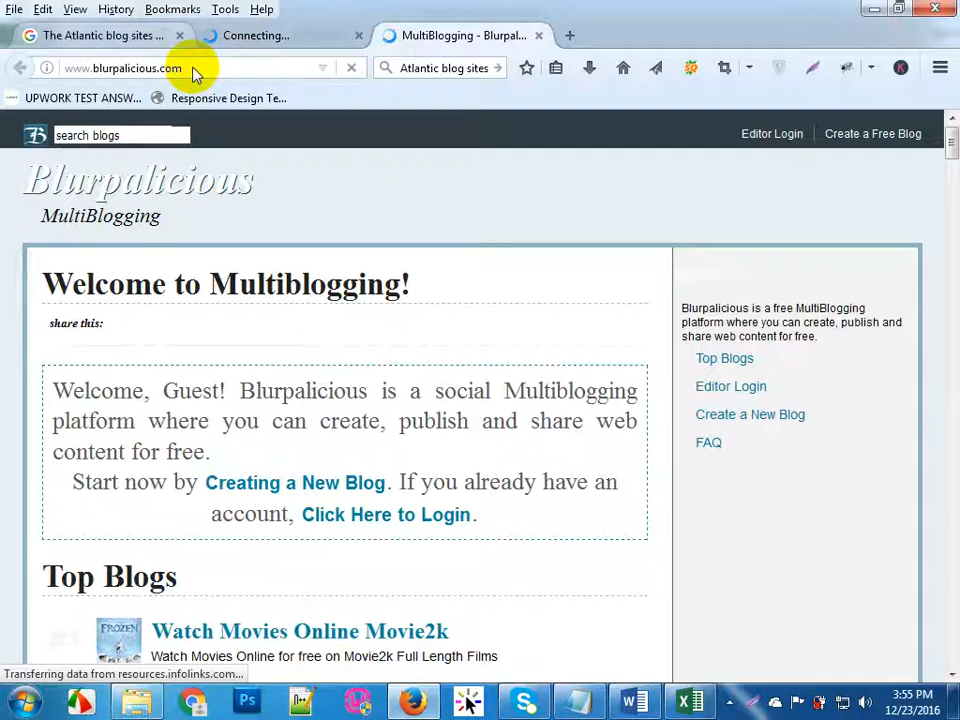 File Edit View History Bookmarks Tools Help
The Atlantic blog sites ... Connecting... MultiBlogging - Blurpal...
www.blurpalicious.com Atlantic blog sites
UPWORK TEST ANSW... Responsive Design Te...
search blogs Editor Login Create a Free Blog
Blurpalicious
MultiBlogging
Welcome to Multiblogging!
share this:
Blurpalicious is a free MultiBlogging
platform where you can create, publish and
share web content for free.
Top Blogs
Editor Login
Create a New Blog
FAQ
Welcome, Guest! Blurpalicious is a social Multiblogging
platform where you can create, publish and share web
content for free.
Start now by Creating a New Blog. If you already have an
account, Click Here to Login.
Top Blogs
FROZEN
Watch Movies Online Movie2k
Watch Movies Online for free on Movie2k Full Length Films
Transferring data from resources.infolinks.com...
3:55 PM
12/23/2016